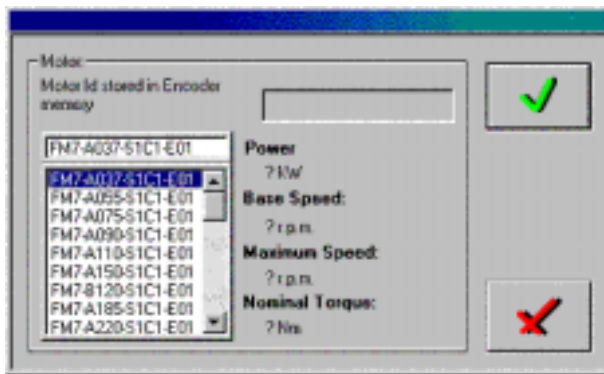 Motor
Motor Id stored in Encoder
memory
FM7-A037-S1C1-E01
FM7-A037-S1C1-E01
FM7-A055-S1C1-E01
FM7-A075-S1C1-E01
FM7-A090-S1C1-E01
FM7-A110-S1C1-E01
FM7-A150-S1C1-E01
FM7-B120-S1C1-E01
FM7-A185-S1C1-E01
FM7-A220-S1C1-E01
Power
? kW
Base Speed:
? r.p.m.
Maximum Speed:
? r.p.m.
Nominal Torque:
? Nm